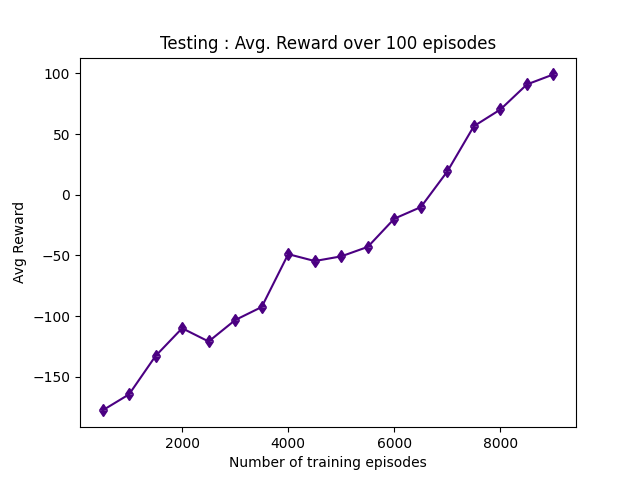 Testing : Avg. Reward over 100 episodes
100
50
0
−50
−100
−150
Avg Reward
2000 4000 6000 8000
Number of training episodes